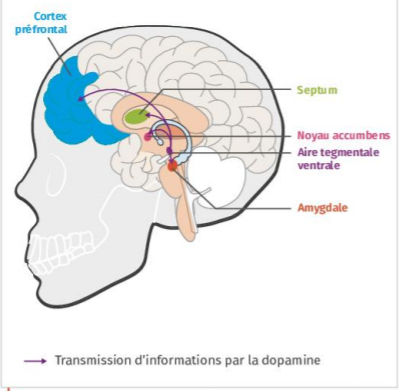 Cortex
préfrontal
Septum
Noyau accumbens
Aire tegmentale
ventrale
Amygdale
Transmission d'informations par la dopamine